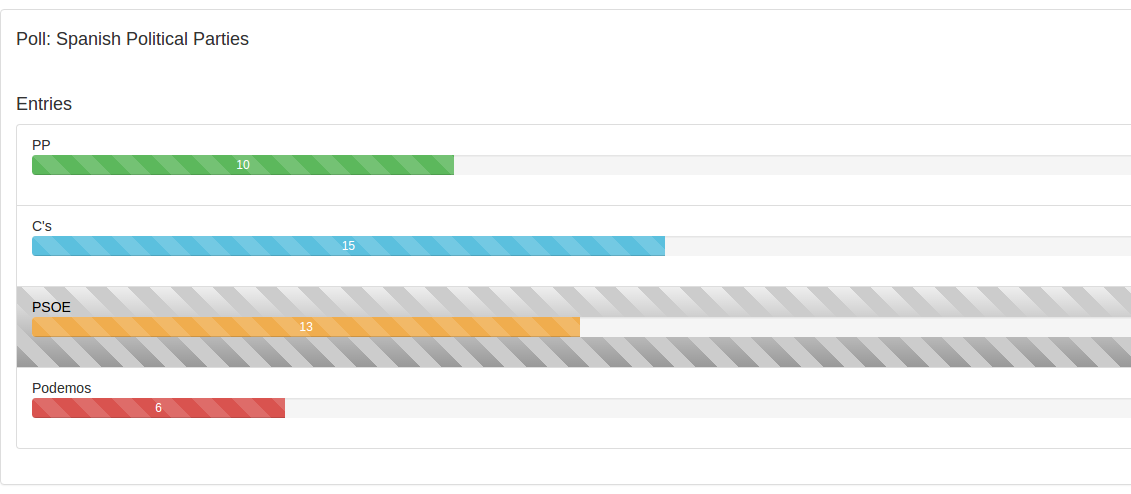 Poll: Spanish Political Parties
Entries
PP
10
C's
15
PSOE
13
Podemos
6